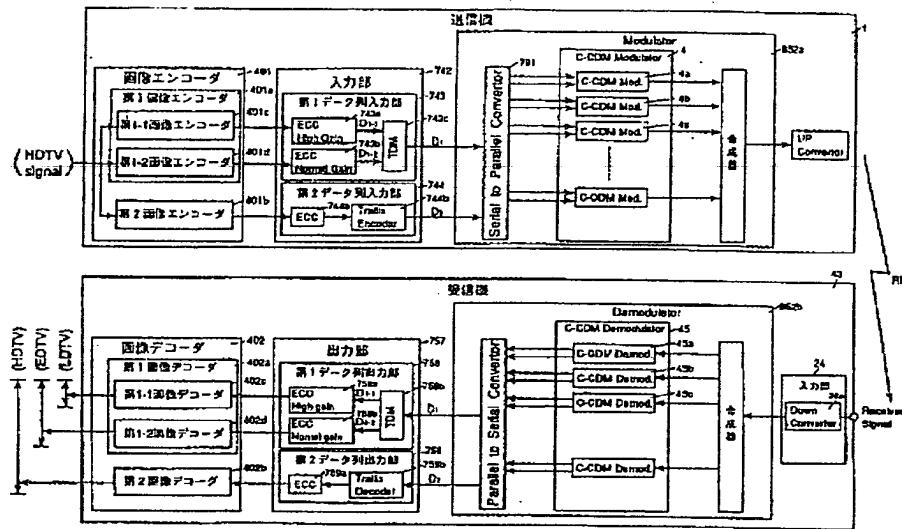 送信機
1
画像エンコーダ
401
第1画像エンコーダ
401a
第1-1画像エンコーダ
401c
第1-2画像エンコーダ
401d
第2画像エンコーダ
401b
(HDTV signal)
入力部
742
第1データ列入力部
743
ECC
High Gain
743a
D1-1
ECC
Normal Gain
743b
D1-2
TDM
743c
D1
第2データ列入力部
744
ECC
744a
Trellis
Encoder
744b
D2
Modulator
852a
Serial to Parallel Convertor
791
C-CDM Modulator
4
C-CDM Mod.
4a
C-CDM Mod.
4b
C-CDM Mod.
C-CDM Mod.
UP
Convertor
受信機
43
画像デコーダ
402
第1画像デコーダ
402a
第1-1画像デコーダ
402c
第1-2画像デコーダ
402d
第2画像デコーダ
402b
(HDTV)
(EDTV)
(LDTV)
出力部
757
第1データ列出力部
758
ECC
High gain
758a
D1-1
ECC
Normal gain
D1-2
TDM
D1
第2データ列出力部
ECC
759a
Trellis
Decoder
759b
D2
Demodulator
852b
Parallel to Serial Convertor
C-CDM Demodulator
45
C-CDM Demod.
45a
C-CDM Demod.
45b
C-CDM Demod.
45c
C-CDM Demod.
24
入力部
Down
Converter
Received
Signal